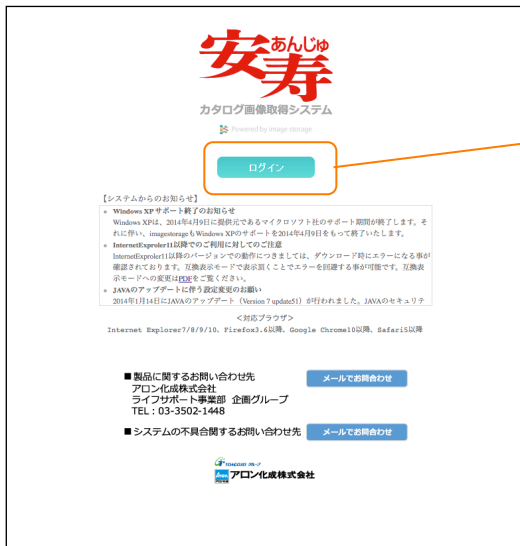 安寿
あんじゅ
カタログ画像取得システム
Powered by image storage
ログイン
【システムからのお知らせ】
Windows XP サポート終了のお知らせ
Windows XPは、2014年4月9日に提供元であるマイクロソフト社のサポート期間が終了します。そ
れに伴い、imagestorageもWindows XPのサポートを2014年4月9日をもって終了いたします。
InternetExproler11以降でのご利用に対してのご注意
InternetExproler11以降のバージョンでの動作につきましては、ダウンロード時にエラーになる事が
確認されております。互換表示モードで表示頂くことでエラーを回避する事が可能です。互換表
示モードへの変更はPDFをご覧ください。
JAVAのアップデートに伴う設定変更のお願い
2014年1月14日にJAVAのアップデート（Version 7 update51）が行われました。JAVAのセキュリテ
＜対応ブラウザ＞
Internet Explorer7/8/9/10、Firefox3.6以降、Google Chrome10以降、Safari5以降
■製品に関するお問い合わせ先
メールでお問合わせ
アロン化成株式会社
ライフサポート事業部 企画グループ
TEL：03-3502-1448
■システムの不具合関するお問い合わせ先
メールでお問合わせ
TOAGOSEI グループ
アロン化成株式会社